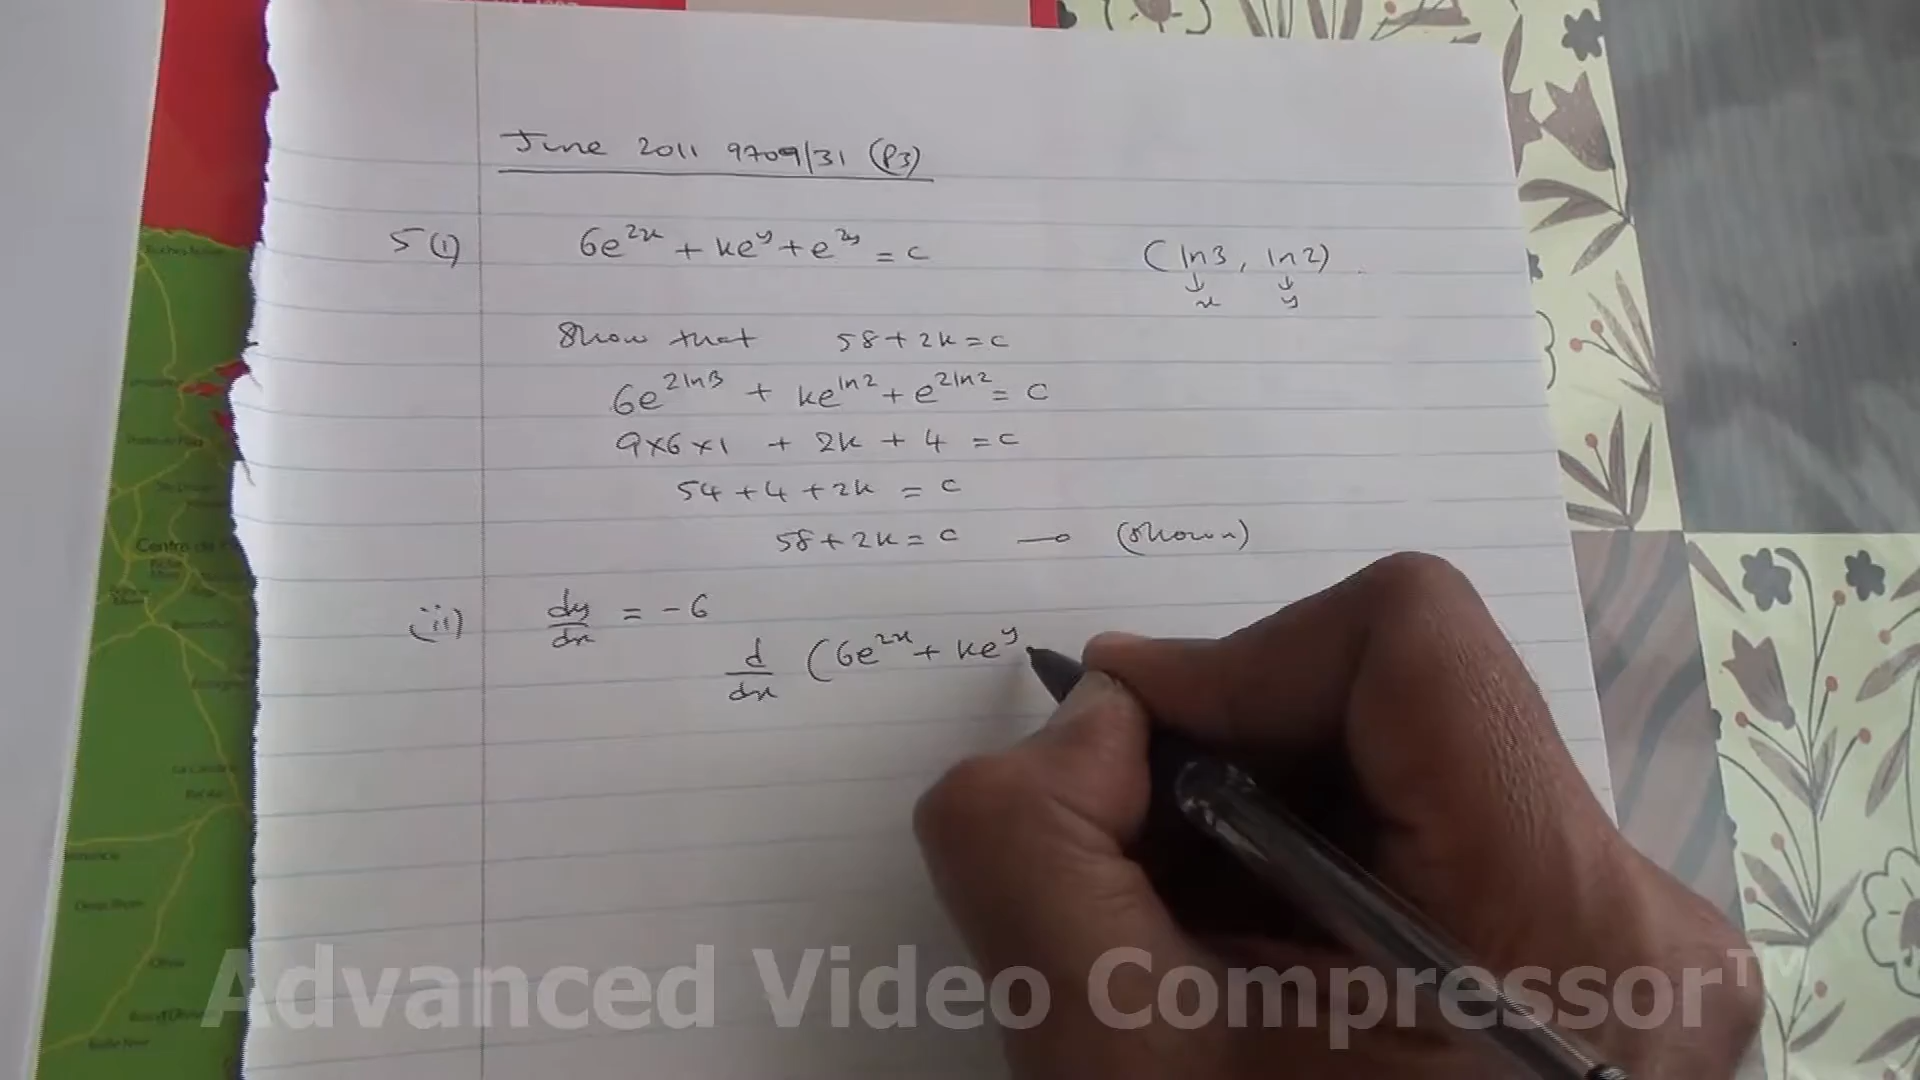 June 2011 9709/31 (P3)
5(i) 6e^{2x} + ke^y + e^{2y} = c (ln3, ln2)
↓ ↓
x y
Show that 58 + 2k = c
6e^{2ln3} + ke^{ln2} + e^{2ln2} = c
9×6×1 + 2k + 4 = c
54 + 4 + 2k = c
58 + 2k = c → (Shown)
(ii) dy/dx = -6
d/dx (6e^{2x} + ke^y
Advanced Video Compressor™